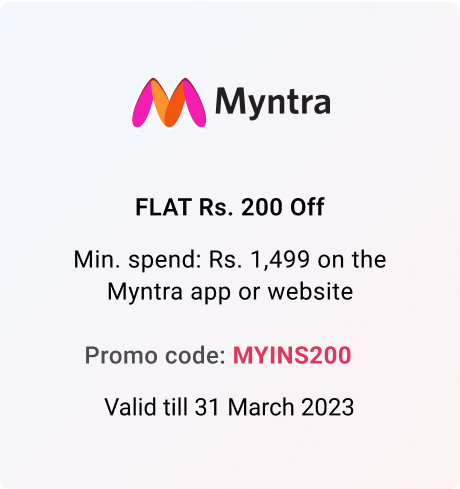 Myntra
FLAT Rs. 200 Off
Min. spend: Rs. 1,499 on the
Myntra app or website
Promo code: MYINS200
Valid till 31 March 2023